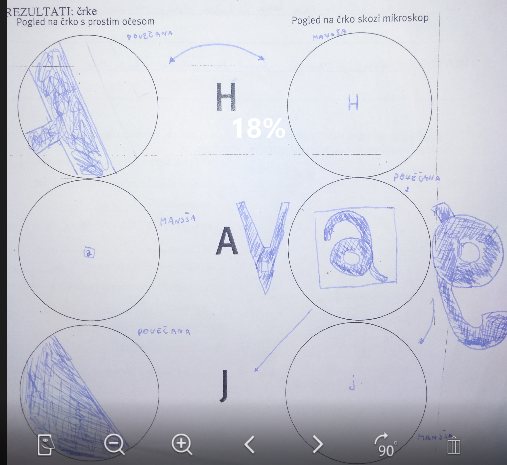 REZULTATI: črke
Pogled na črko s prostim očesom
Pogled na črko skozi mikroskop
POVEČANA
MANJŠA
H
H
18%
POVEČANA
MANJŠA
a
A
a
POVEČANA
J
j
MANJŠA
90°